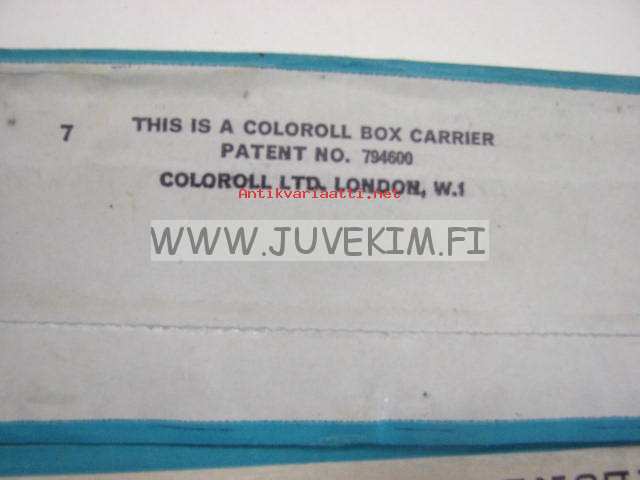 7 THIS IS A COLOROLL BOX CARRIER
PATENT NO. 794600
COLOROLL LTD. LONDON, W.1
Antikvariaatti.net
WWW.JUVEKIM.FI